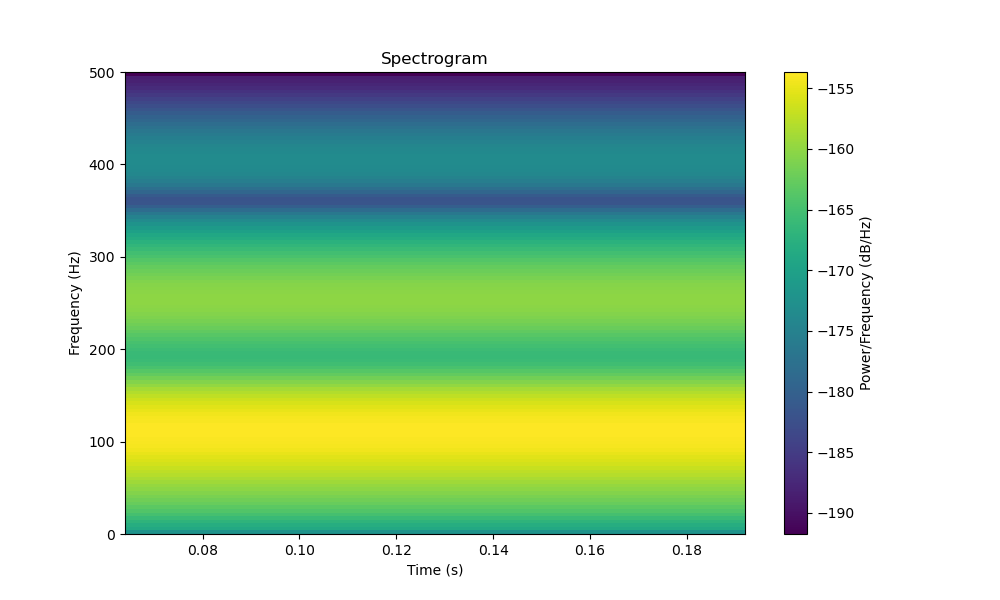 Spectrogram
500
400
300
200
100
0
Frequency (Hz)
0.08 0.10 0.12 0.14 0.16 0.18
Time (s)
−155
−160
−165
−170
−175
−180
−185
−190
Power/Frequency (dB/Hz)